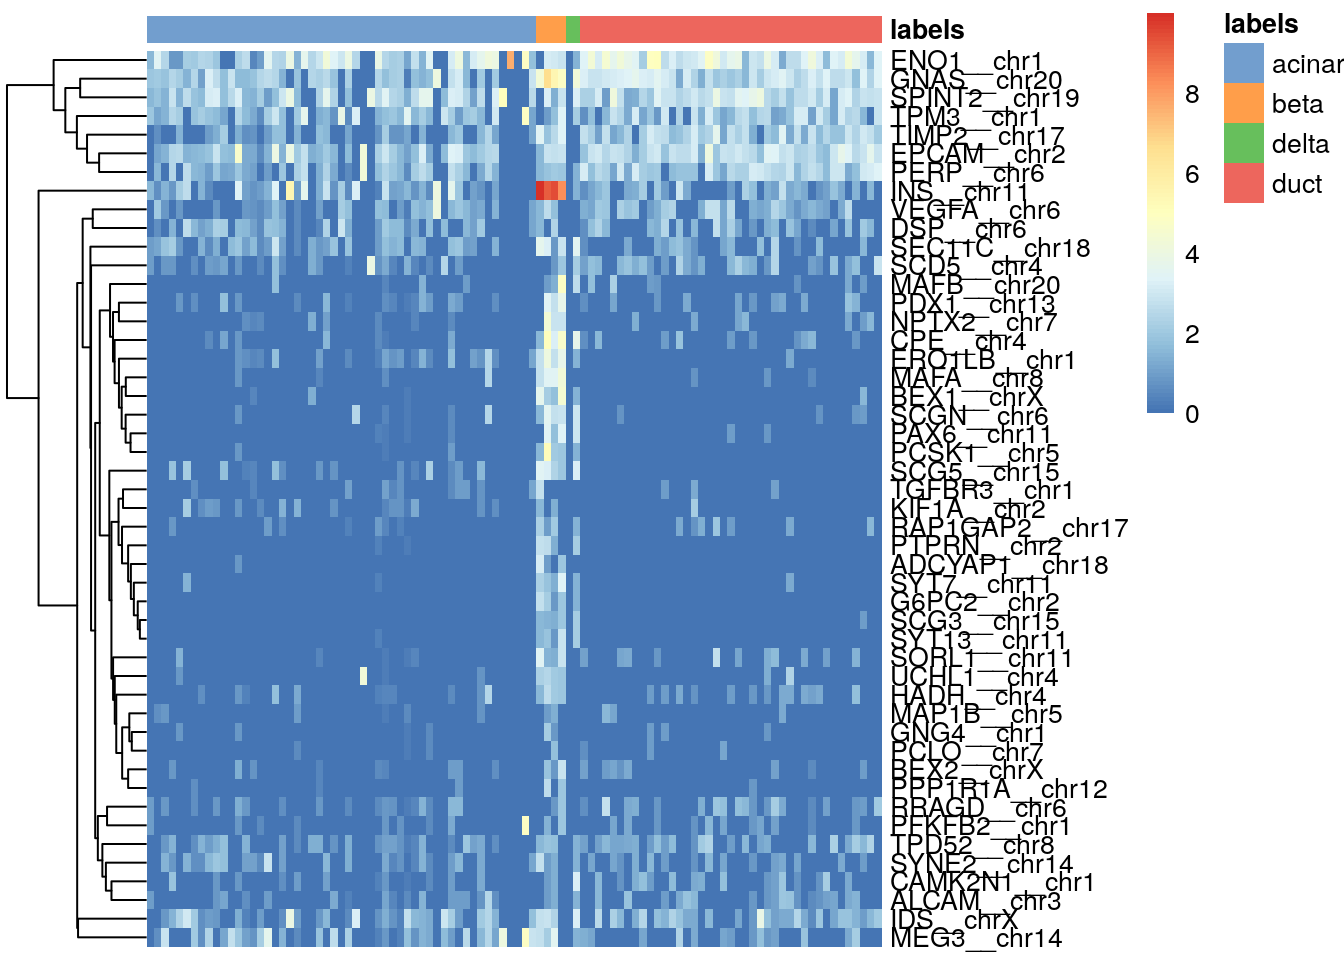 labels
ENO1__chr1
GNAS__chr20
SPINT2__chr19
TPM3__chr1
TIMP2__chr17
EPCAM__chr2
PERP__chr6
INS__chr11
VEGFA__chr6
DSP__chr6
SEC11C__chr18
SCD5__chr4
MAFB__chr20
PDX1__chr13
NPTX2__chr7
CPE__chr4
ERO1LB__chr1
MAFA__chr8
BEX1__chrX
SCGN__chr6
PAX6__chr11
PCSK1__chr5
SCG5__chr15
TGFBR3__chr1
KIF1A__chr2
RAP1GAP2__chr17
PTPRN__chr2
ADCYAP1__chr18
SYT7__chr11
G6PC2__chr2
SCG3__chr15
SYT13__chr11
SORL1__chr11
UCHL1__chr4
HADH__chr4
MAP1B__chr5
GNG4__chr1
PCLO__chr7
BEX2__chrX
PPP1R1A__chr12
RRAGD__chr6
PFKFB2__chr1
TPD52__chr8
SYNE2__chr14
CAMK2N1__chr1
ALCAM__chr3
IDS__chrX
MEG3__chr14
8
6
4
2
0
labels
acinar
beta
delta
duct